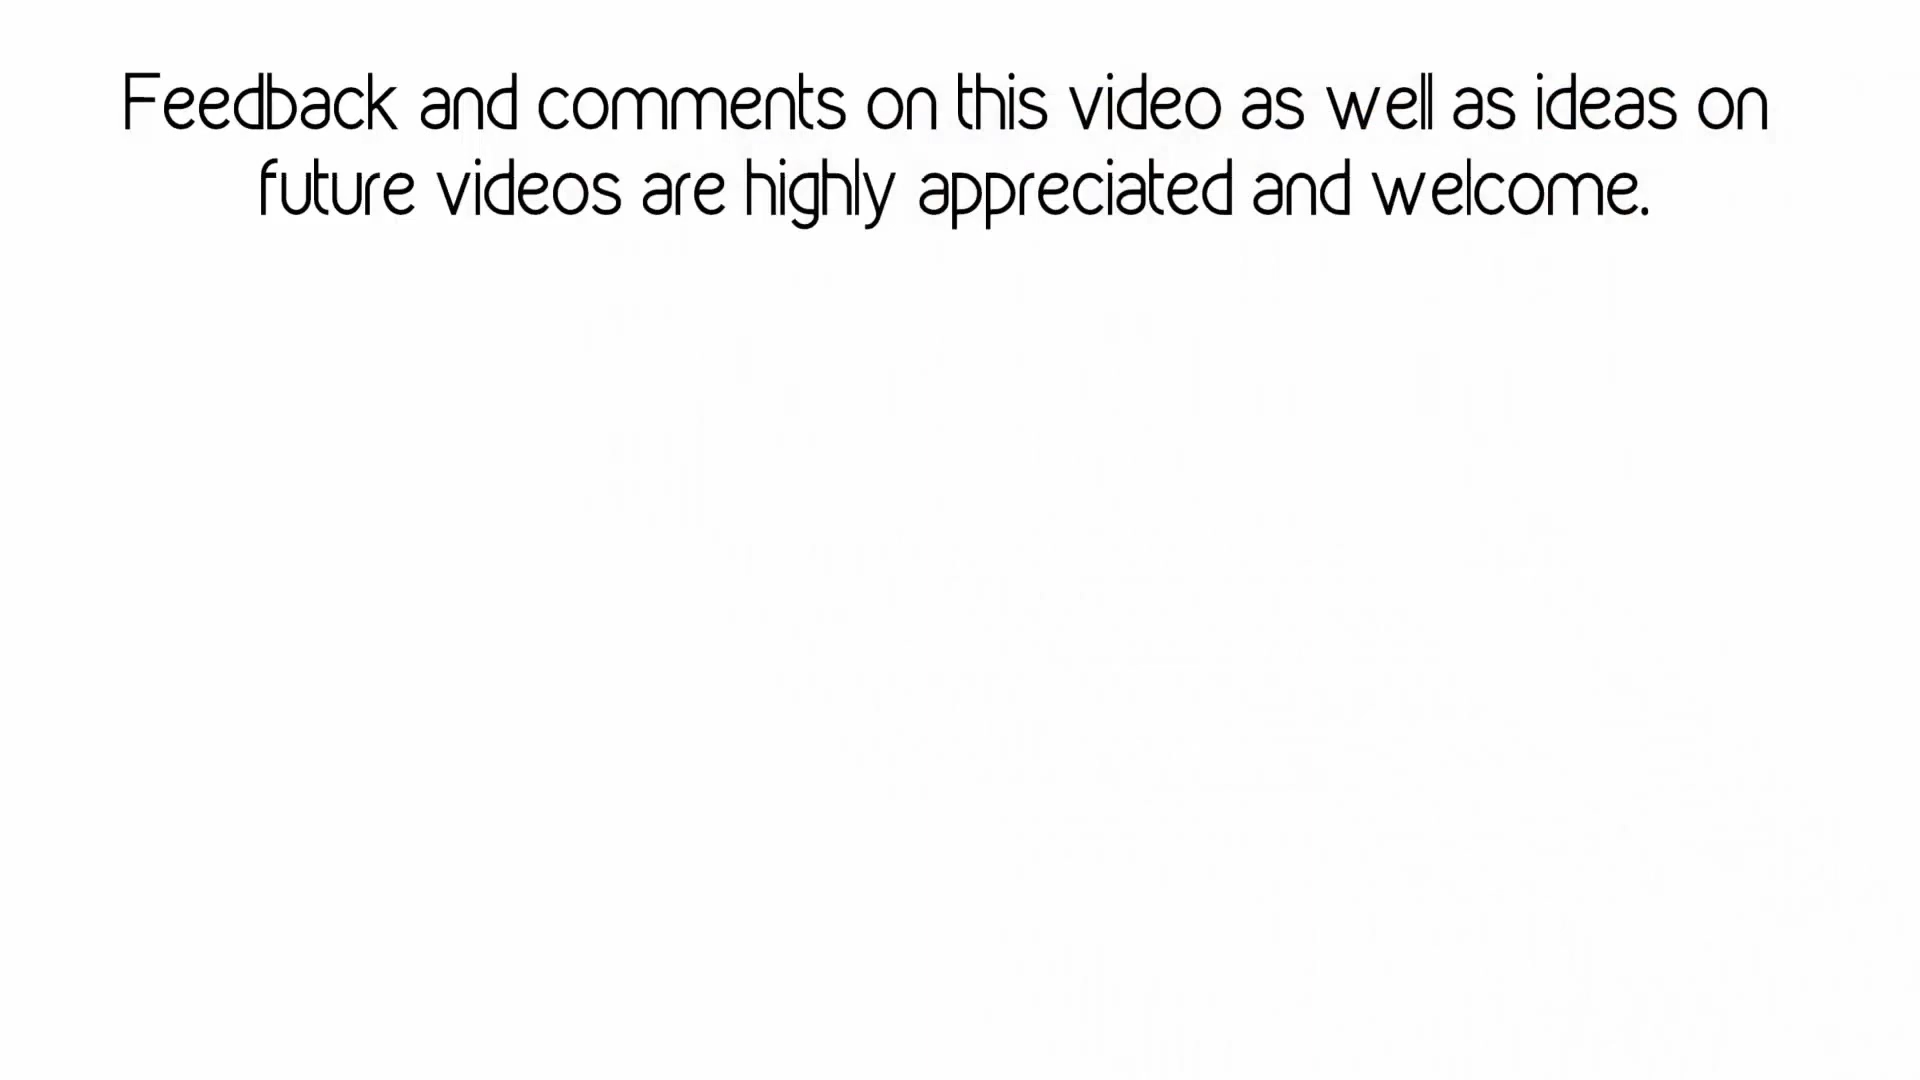 Feedback and comments on this video as well as ideas on
future videos are highly appreciated and welcome.